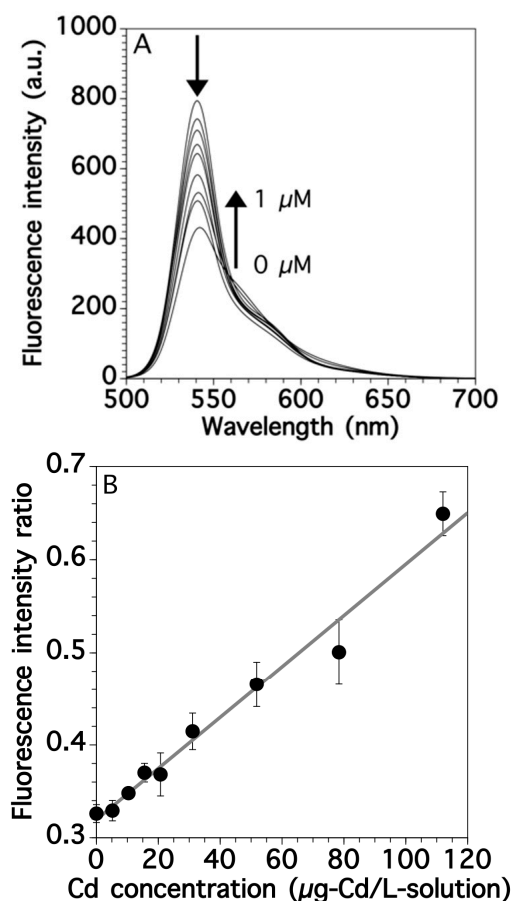 A
1000
800
600
400
200
0
Fluorescence intensity (a.u.)
1 μM
0 μM
500 550 600 650 700
Wavelength (nm)
B
0.7
0.6
0.5
0.4
0.3
Fluorescence intensity ratio
0 20 40 60 80 100 120
Cd concentration (μg-Cd/L-solution)